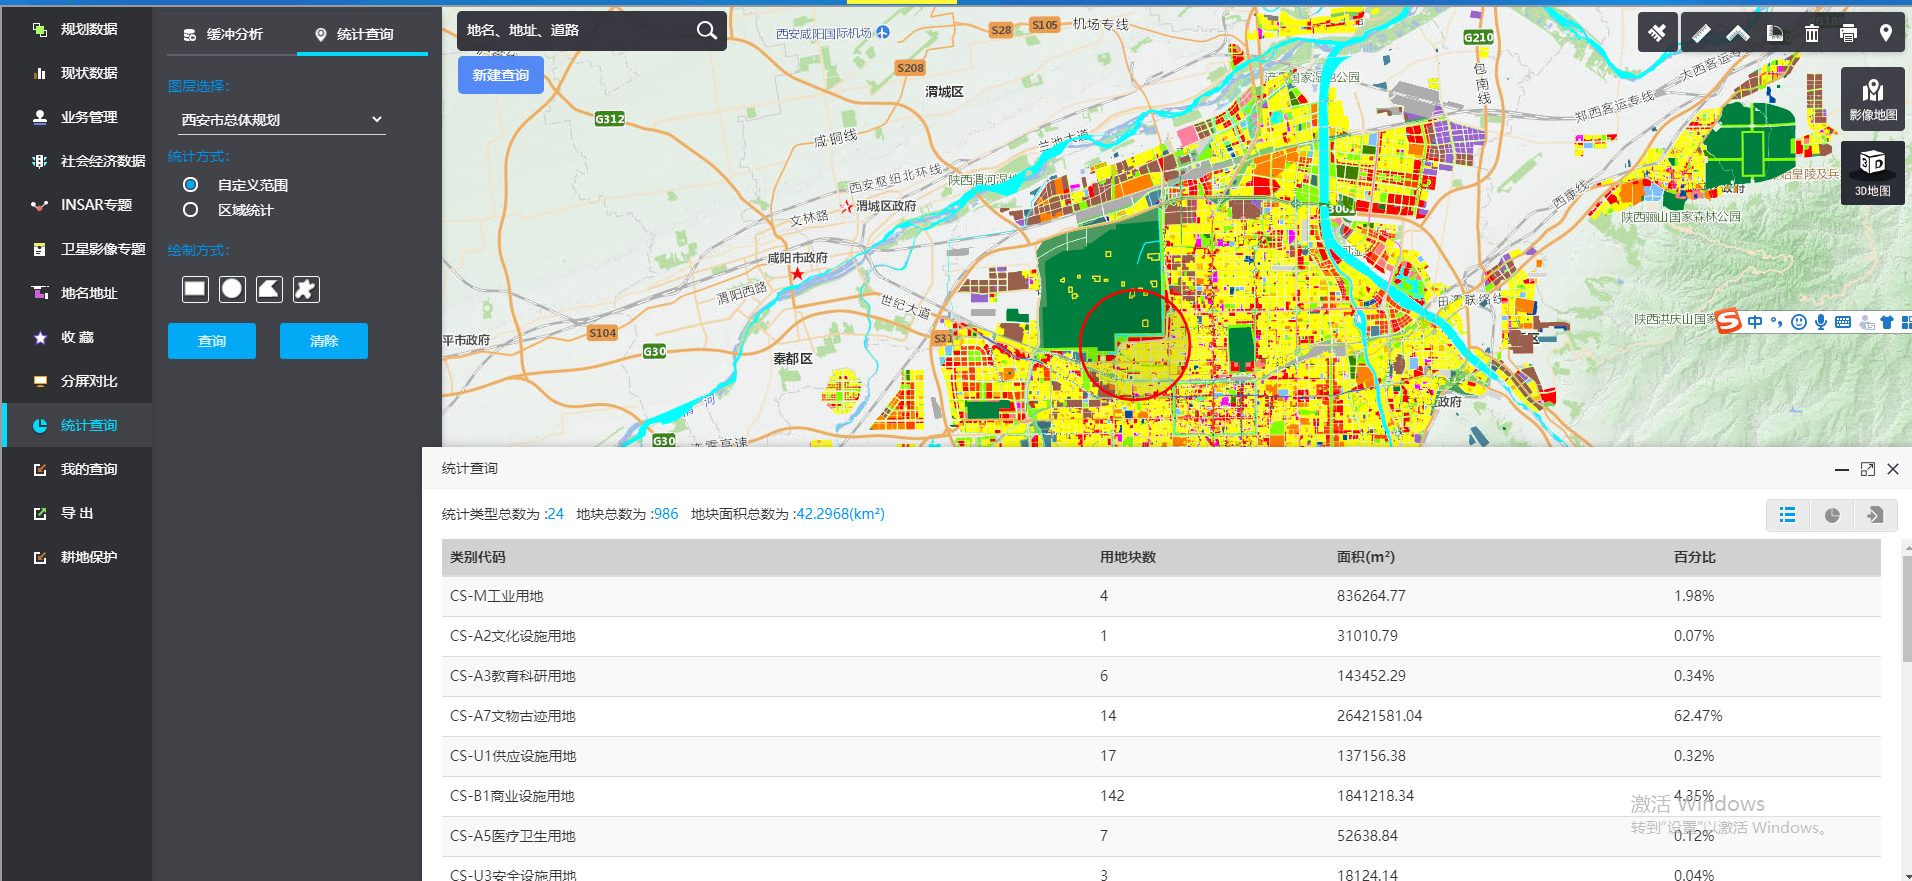 规划数据
现状数据
业务管理
社会经济数据
INSAR专题
卫星影像专题
地名地址
收 藏
分屏对比
统计查询
我的查询
导 出
耕地保护
缓冲分析
统计查询
图层选择:
西安市总体规划
统计方式:
自定义范围
区域统计
绘制方式:
查询
清除
地名、地址、道路
新建查询
西安咸阳国际机场
S28
S105
机场专线
G210
S208
渭城区
包南线
大西客运专线
郑西客运专线
G312
咸铜线
兰池大道
西安枢纽北环线
文林路
渭城区政府
西康线
陕西骊山国家森林公园
咸阳市政府
渭阳西路
世纪大道
平市政府
S104
G30
秦都区
S31
渭 河
G30
田王联络线
政府
影像地图
3D
3D地图
中
统计查询
统计类型总数为 :24 地块总数为 :986 地块面积总数为 :42.2968(km²)
类别代码 用地块数 面积(m²) 百分比
CS-M工业用地 4 836264.77 1.98%
CS-A2文化设施用地 1 31010.79 0.07%
CS-A3教育科研用地 6 143452.29 0.34%
CS-A7文物古迹用地 14 26421581.04 62.47%
CS-U1供应设施用地 17 137156.38 0.32%
CS-B1商业设施用地 142 1841218.34 4.35%
CS-A5医疗卫生用地 7 52638.84 0.12%
CS-U3安全设施用地 3 18124.14 0.04%
激活 Windows
转到"设置"以激活 Windows。